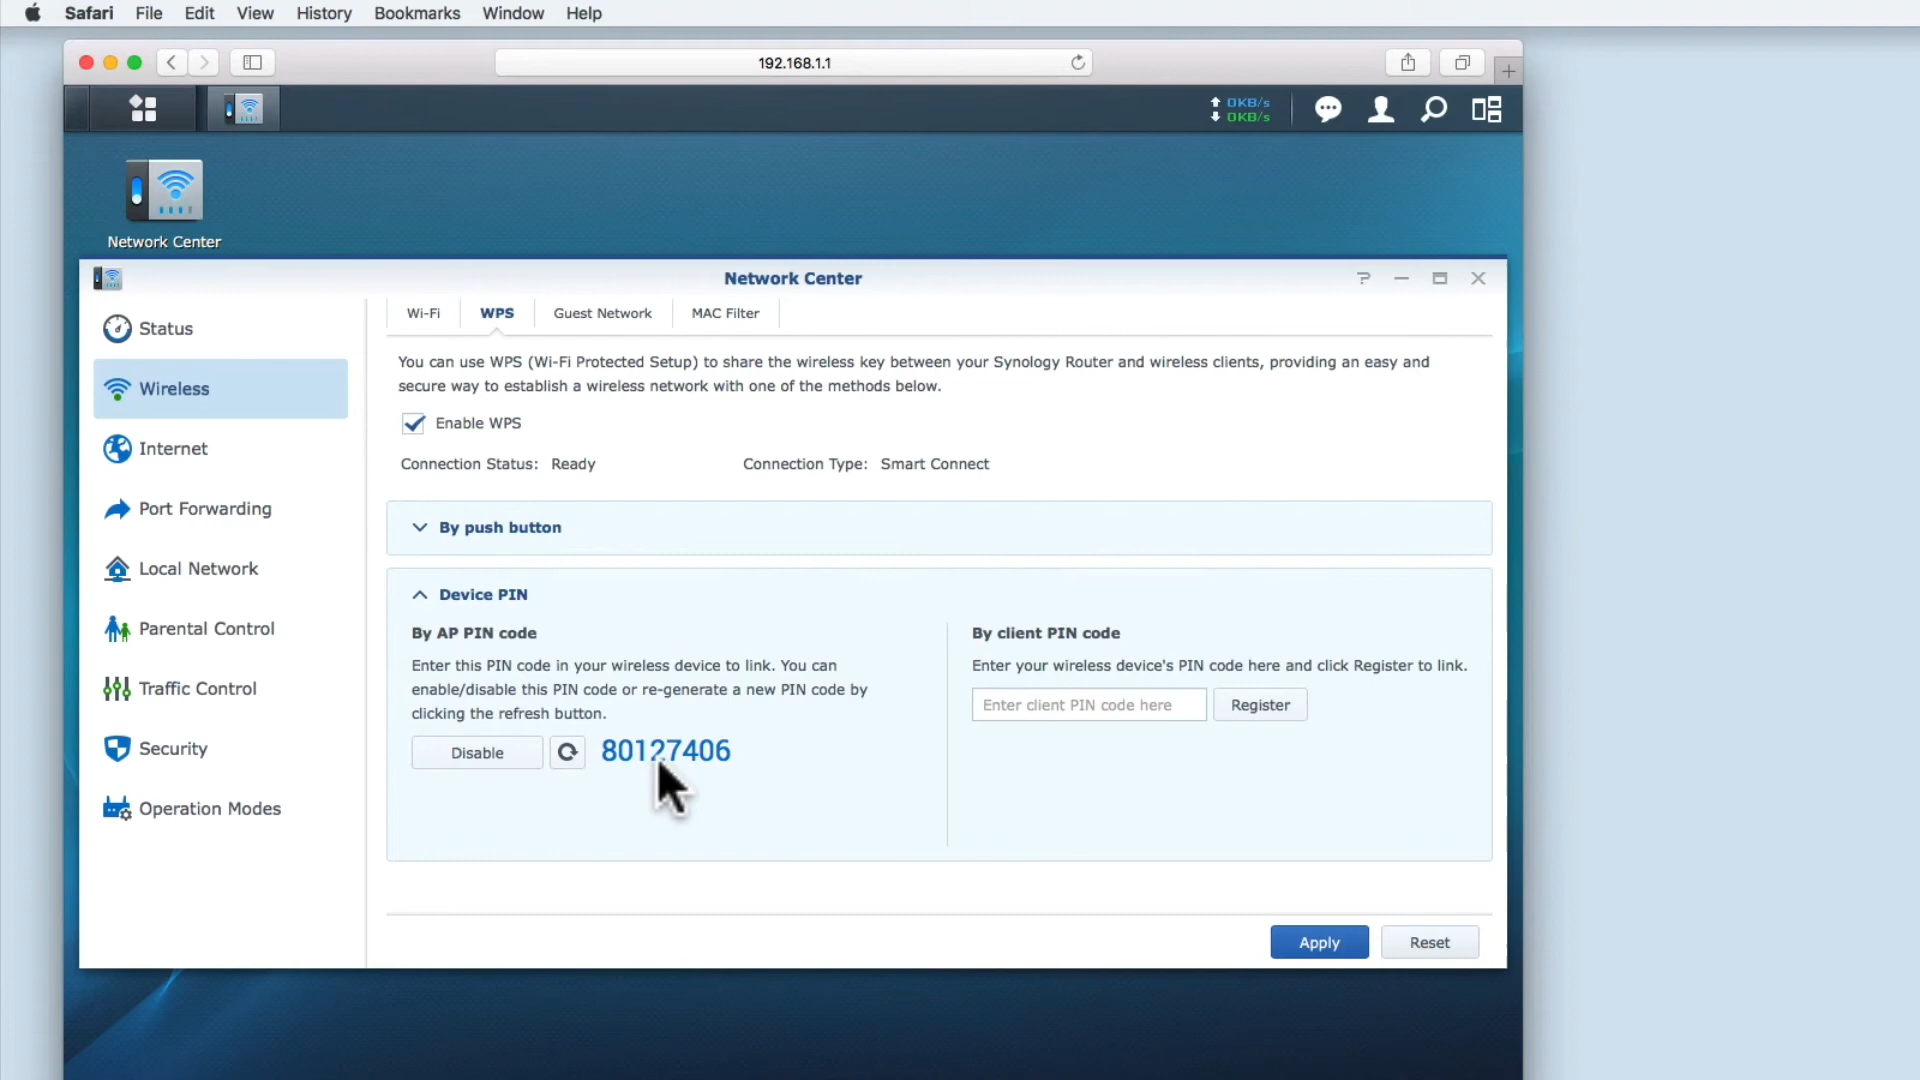 Safari File Edit View History Bookmarks Window Help
192.168.1.1
0KB/s
0KB/s
Network Center
Network Center
Status
Wireless
Internet
Port Forwarding
Local Network
Parental Control
Traffic Control
Security
Operation Modes
Wi-Fi WPS Guest Network MAC Filter
You can use WPS (Wi-Fi Protected Setup) to share the wireless key between your Synology Router and wireless clients, providing an easy and
secure way to establish a wireless network with one of the methods below.
Enable WPS
Connection Status: Ready Connection Type: Smart Connect
By push button
Device PIN
By AP PIN code
Enter this PIN code in your wireless device to link. You can
enable/disable this PIN code or re-generate a new PIN code by
clicking the refresh button.
Disable 80127406
By client PIN code
Enter your wireless device's PIN code here and click Register to link.
Enter client PIN code here Register
Apply Reset